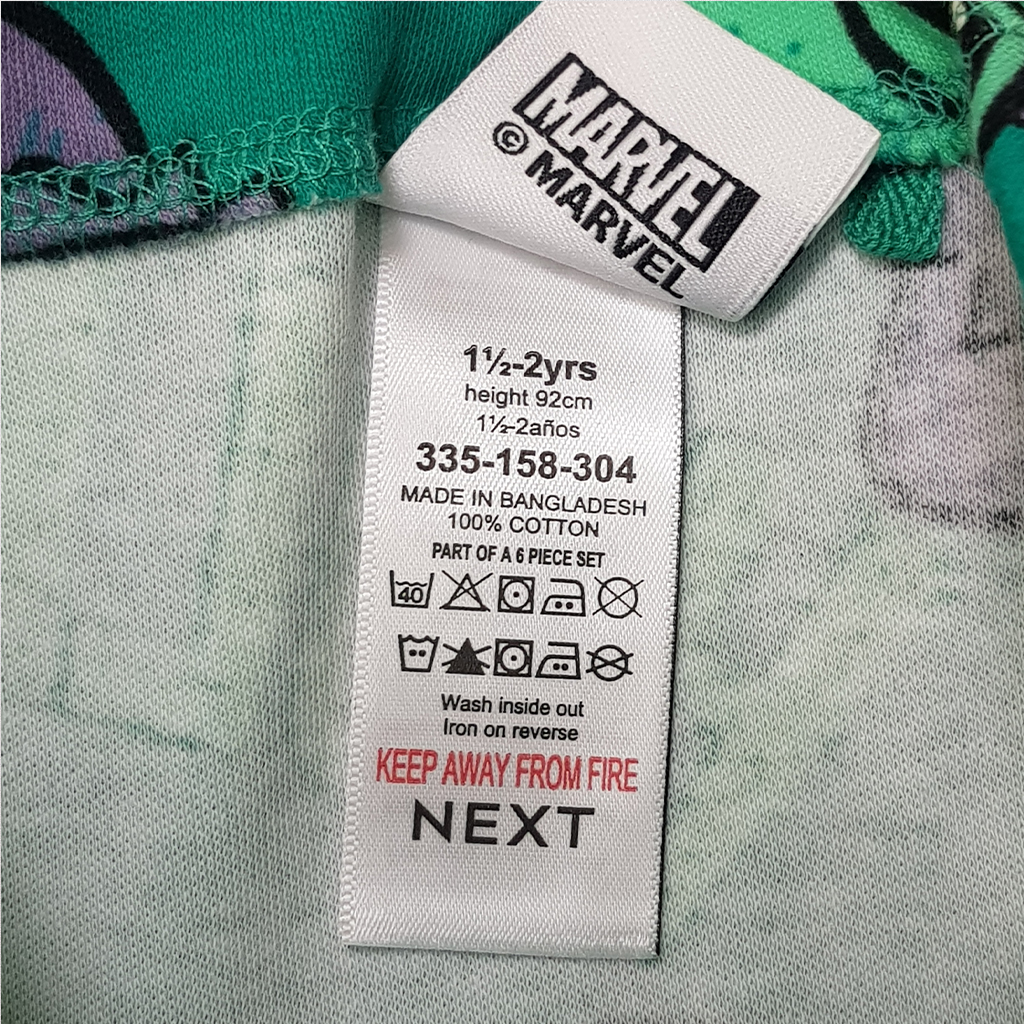 MARVEL
© MARVEL
1½-2yrs
height 92cm
1½-2años
335-158-304
MADE IN BANGLADESH
100% COTTON
PART OF A 6 PIECE SET
40
Wash inside out
Iron on reverse
KEEP AWAY FROM FIRE
NEXT